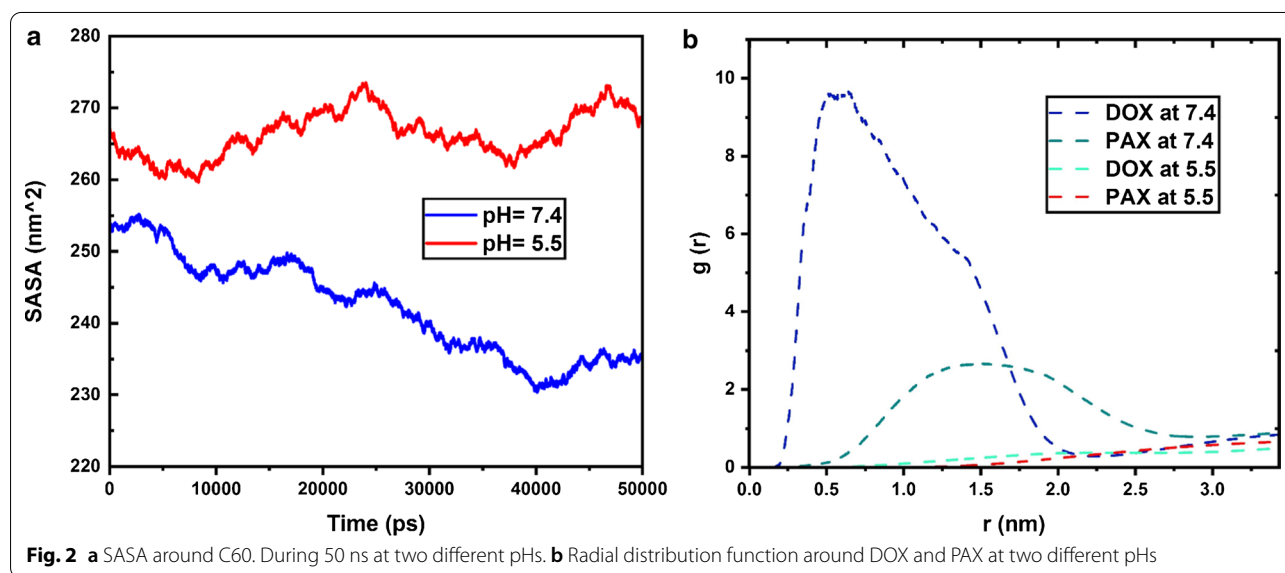 a
280
270
260
250
240
230
220
SASA (nm^2)
pH= 7.4
pH= 5.5
0 10000 20000 30000 40000 50000
Time (ps)
b
10
8
6
4
2
0
g (r)
DOX at 7.4
PAX at 7.4
DOX at 5.5
PAX at 5.5
0.0 0.5 1.0 1.5 2.0 2.5 3.0
r (nm)
Fig. 2 a SASA around C60. During 50 ns at two different pHs. b Radial distribution function around DOX and PAX at two different pHs